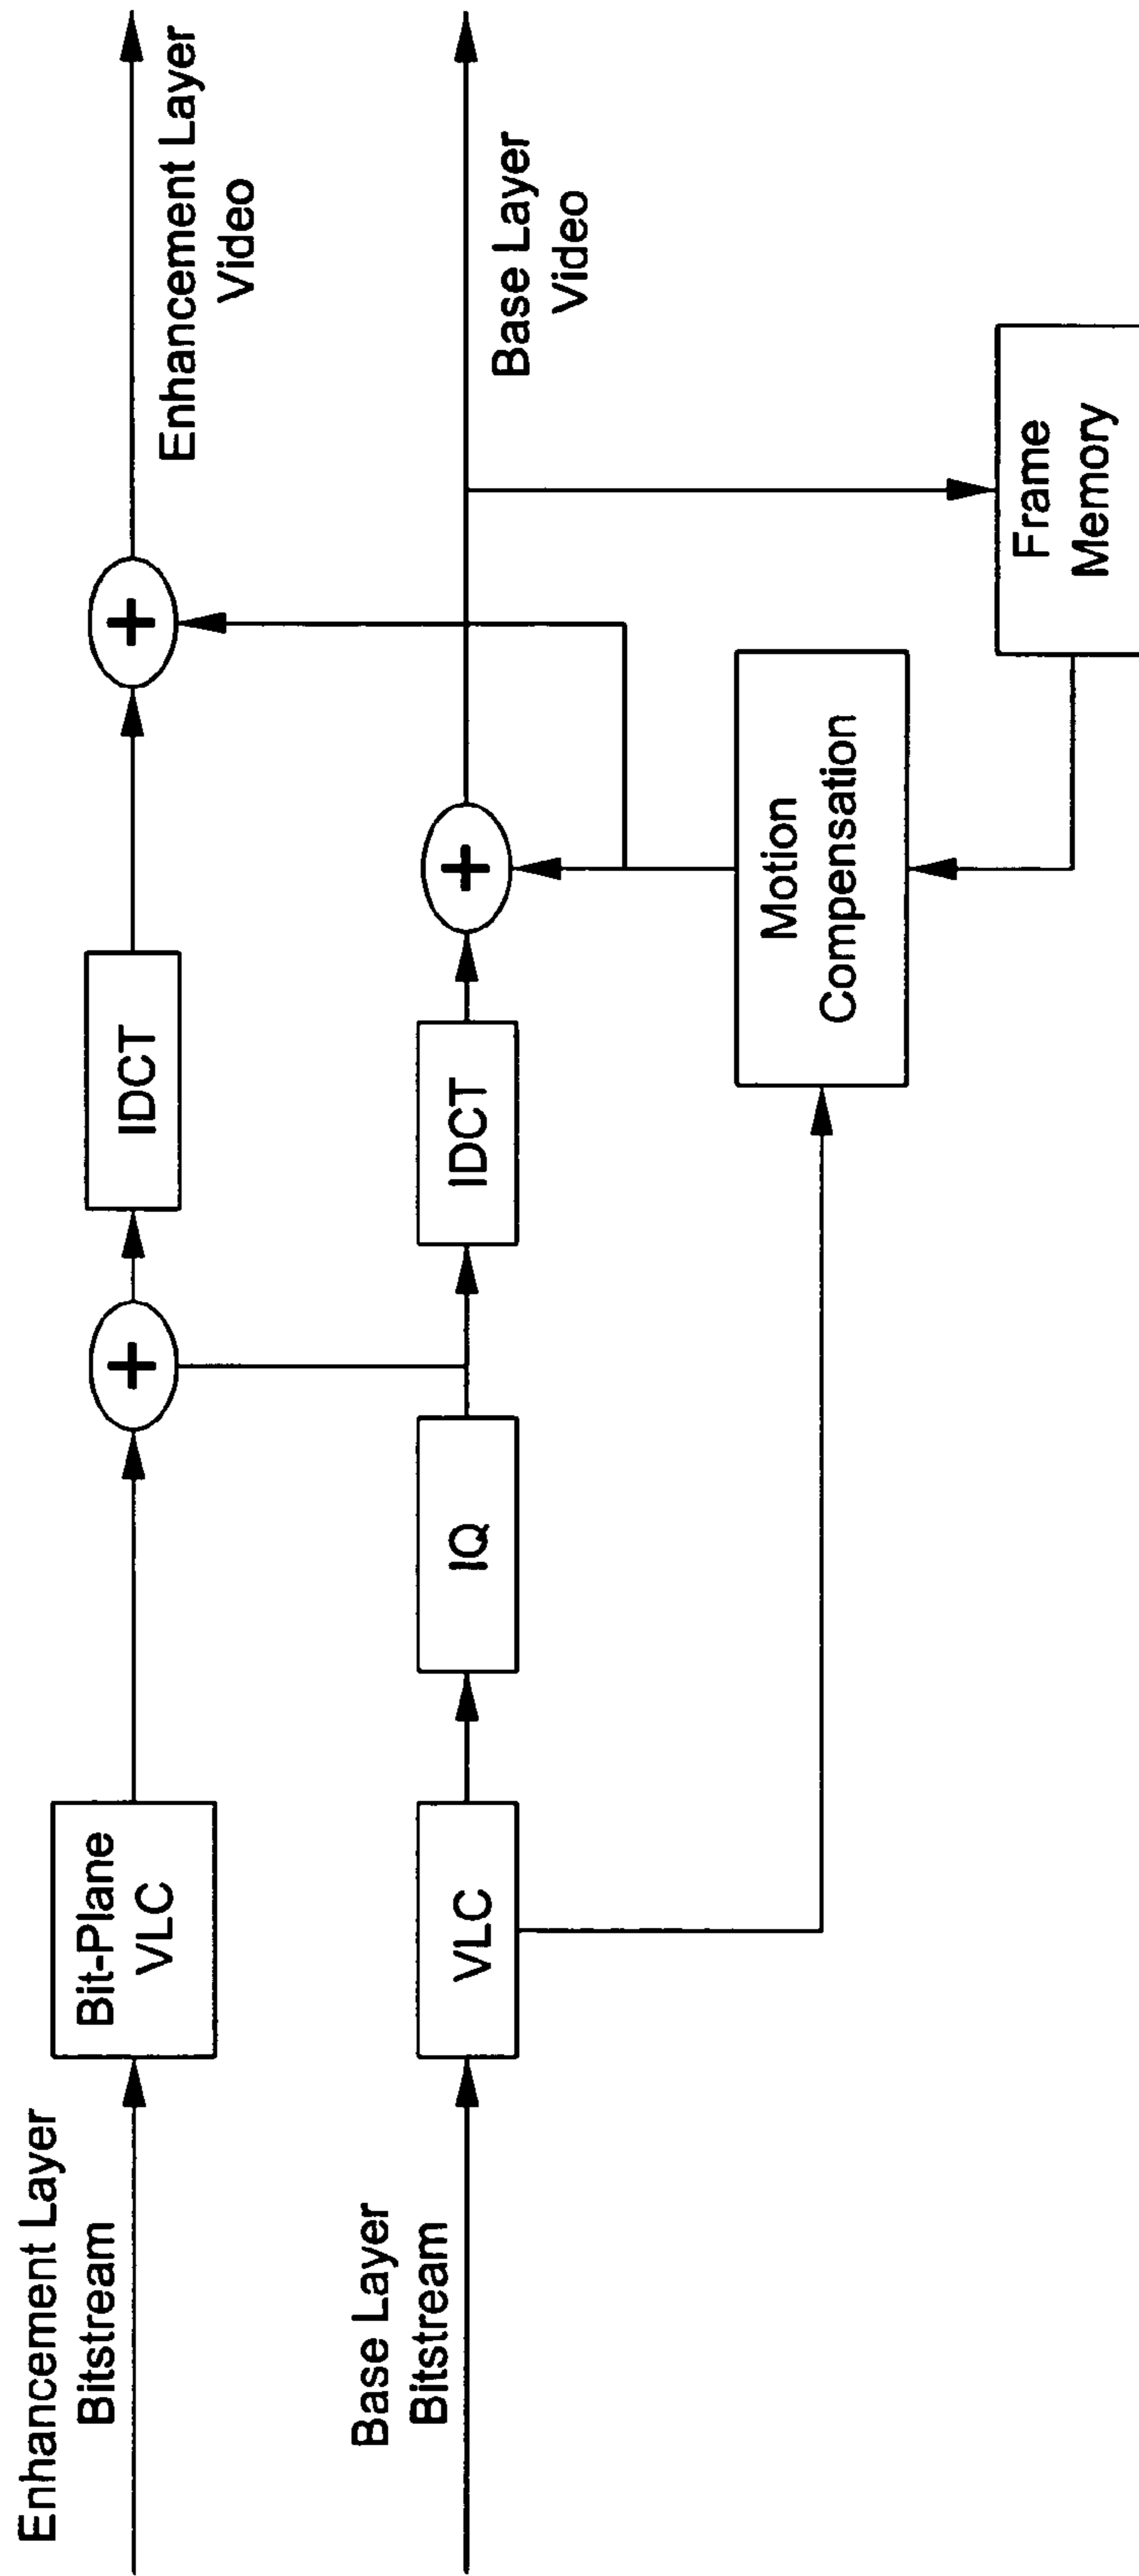 Enhancement Layer
Bitstream
Bit-Plane
VLC
+
IDCT
+
Enhancement Layer
Video
Base Layer
Bitstream
VLC
IQ
IDCT
+
Base Layer
Video
Motion
Compensation
Frame
Memory